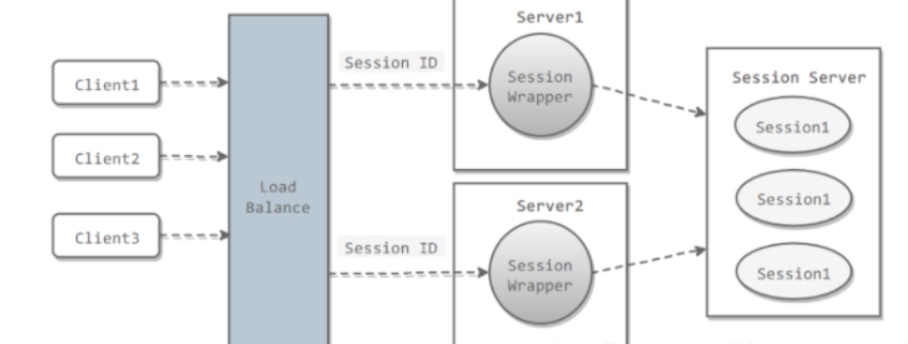 Server1
Session ID
Session Server
Client1
Session
Wrapper
Session1
Client2
Load
Balance
Session1
Server2
Client3
Session ID
Session
Wrapper
Session1